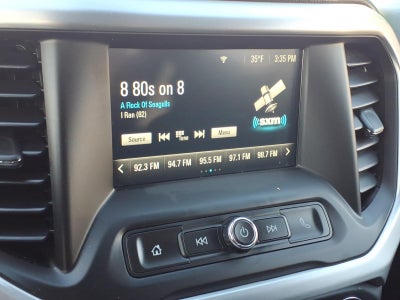 35°F 3:35 PM
8 80s on 8
A Flock Of Seagulls
I Ran (82)
sxm
Source
Menu
92.3 FM 94.7 FM 95.5 FM 97.1 FM 98.7 FM